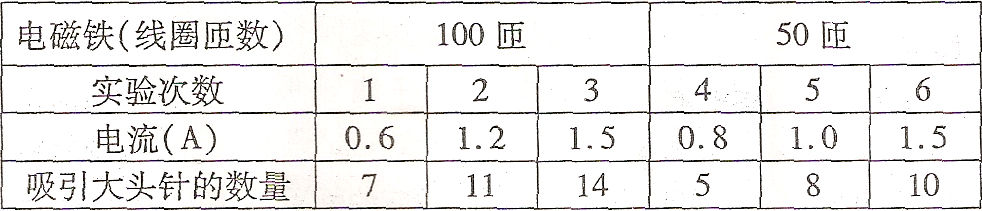 电磁铁(线圈匝数) 100 匝 50 匝
实验次数 1 2 3 4 5 6
电流(A) 0.6 1.2 1.5 0.8 1.0 1.5
吸引大头针的数量 7 11 14 5 8 10